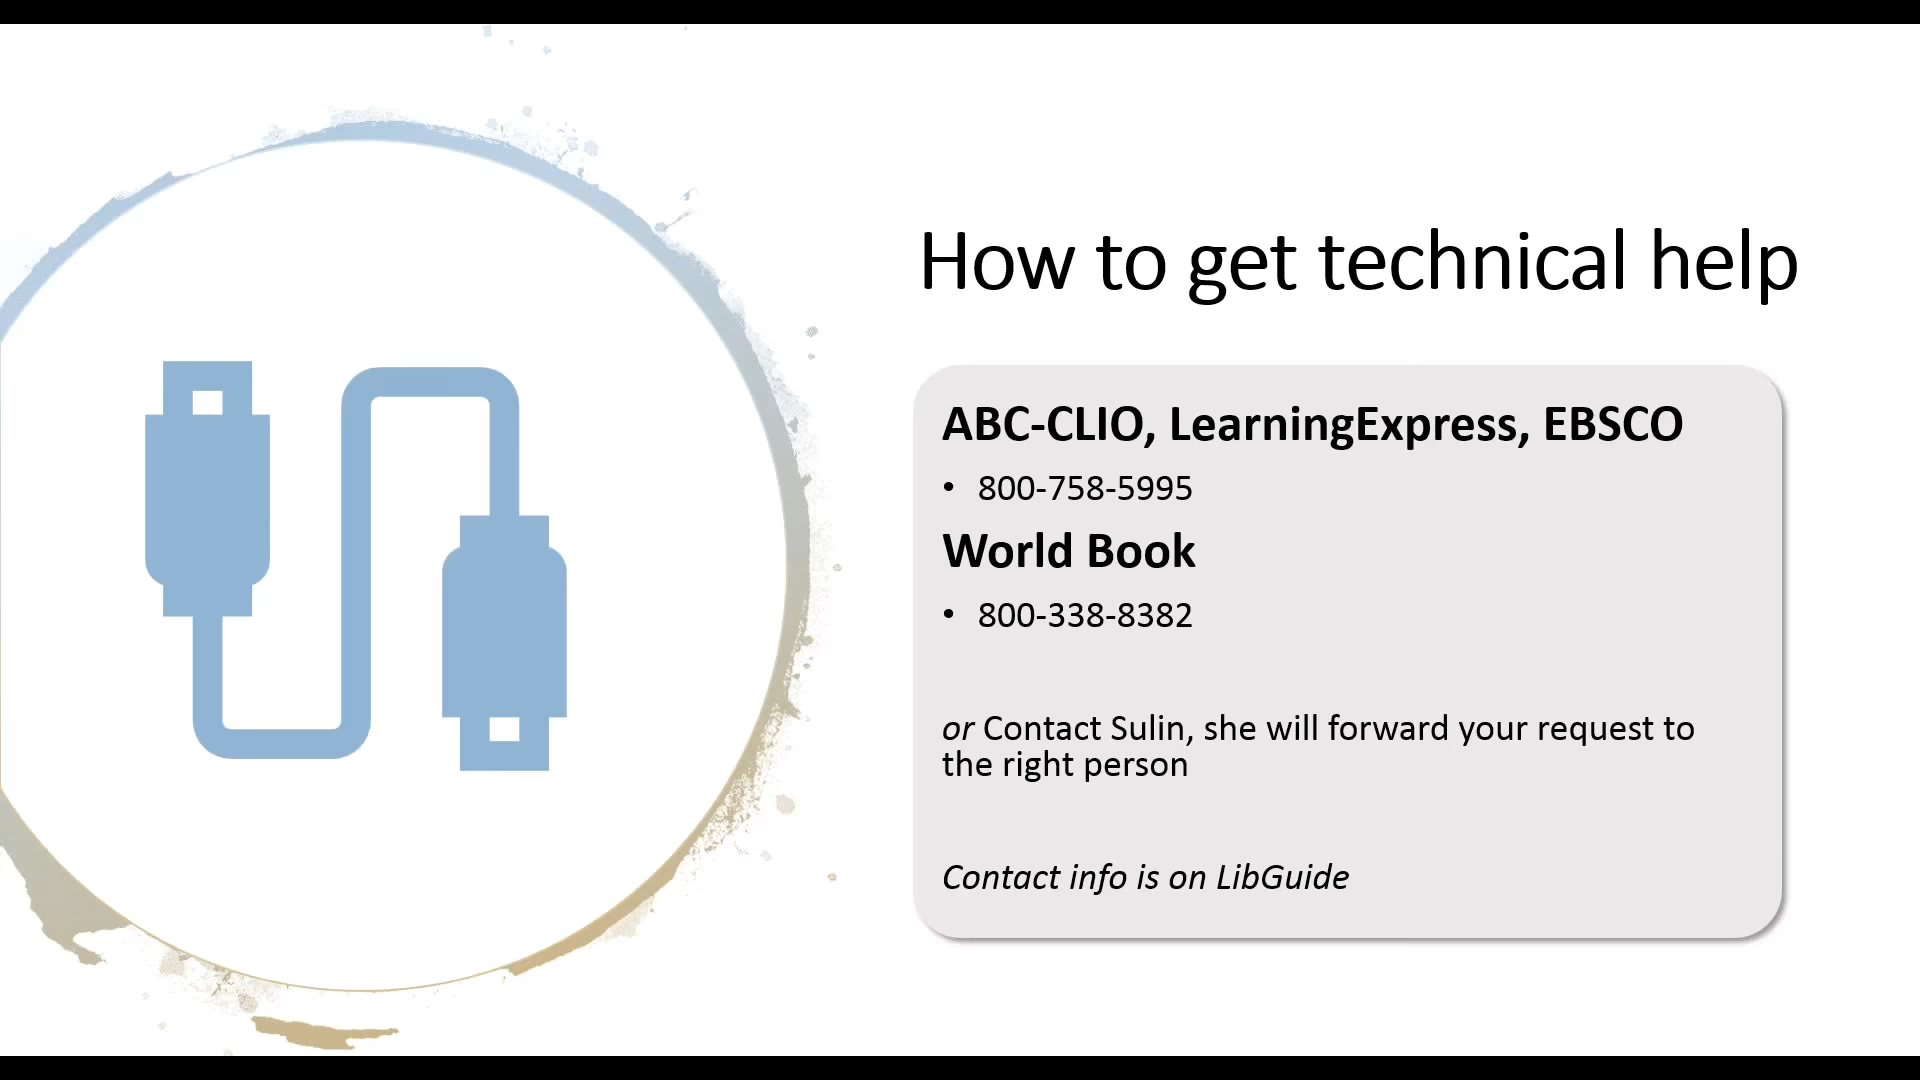 How to get technical help
ABC-CLIO, LearningExpress, EBSCO
• 800-758-5995
World Book
• 800-338-8382
or Contact Sulin, she will forward your request to
the right person
Contact info is on LibGuide